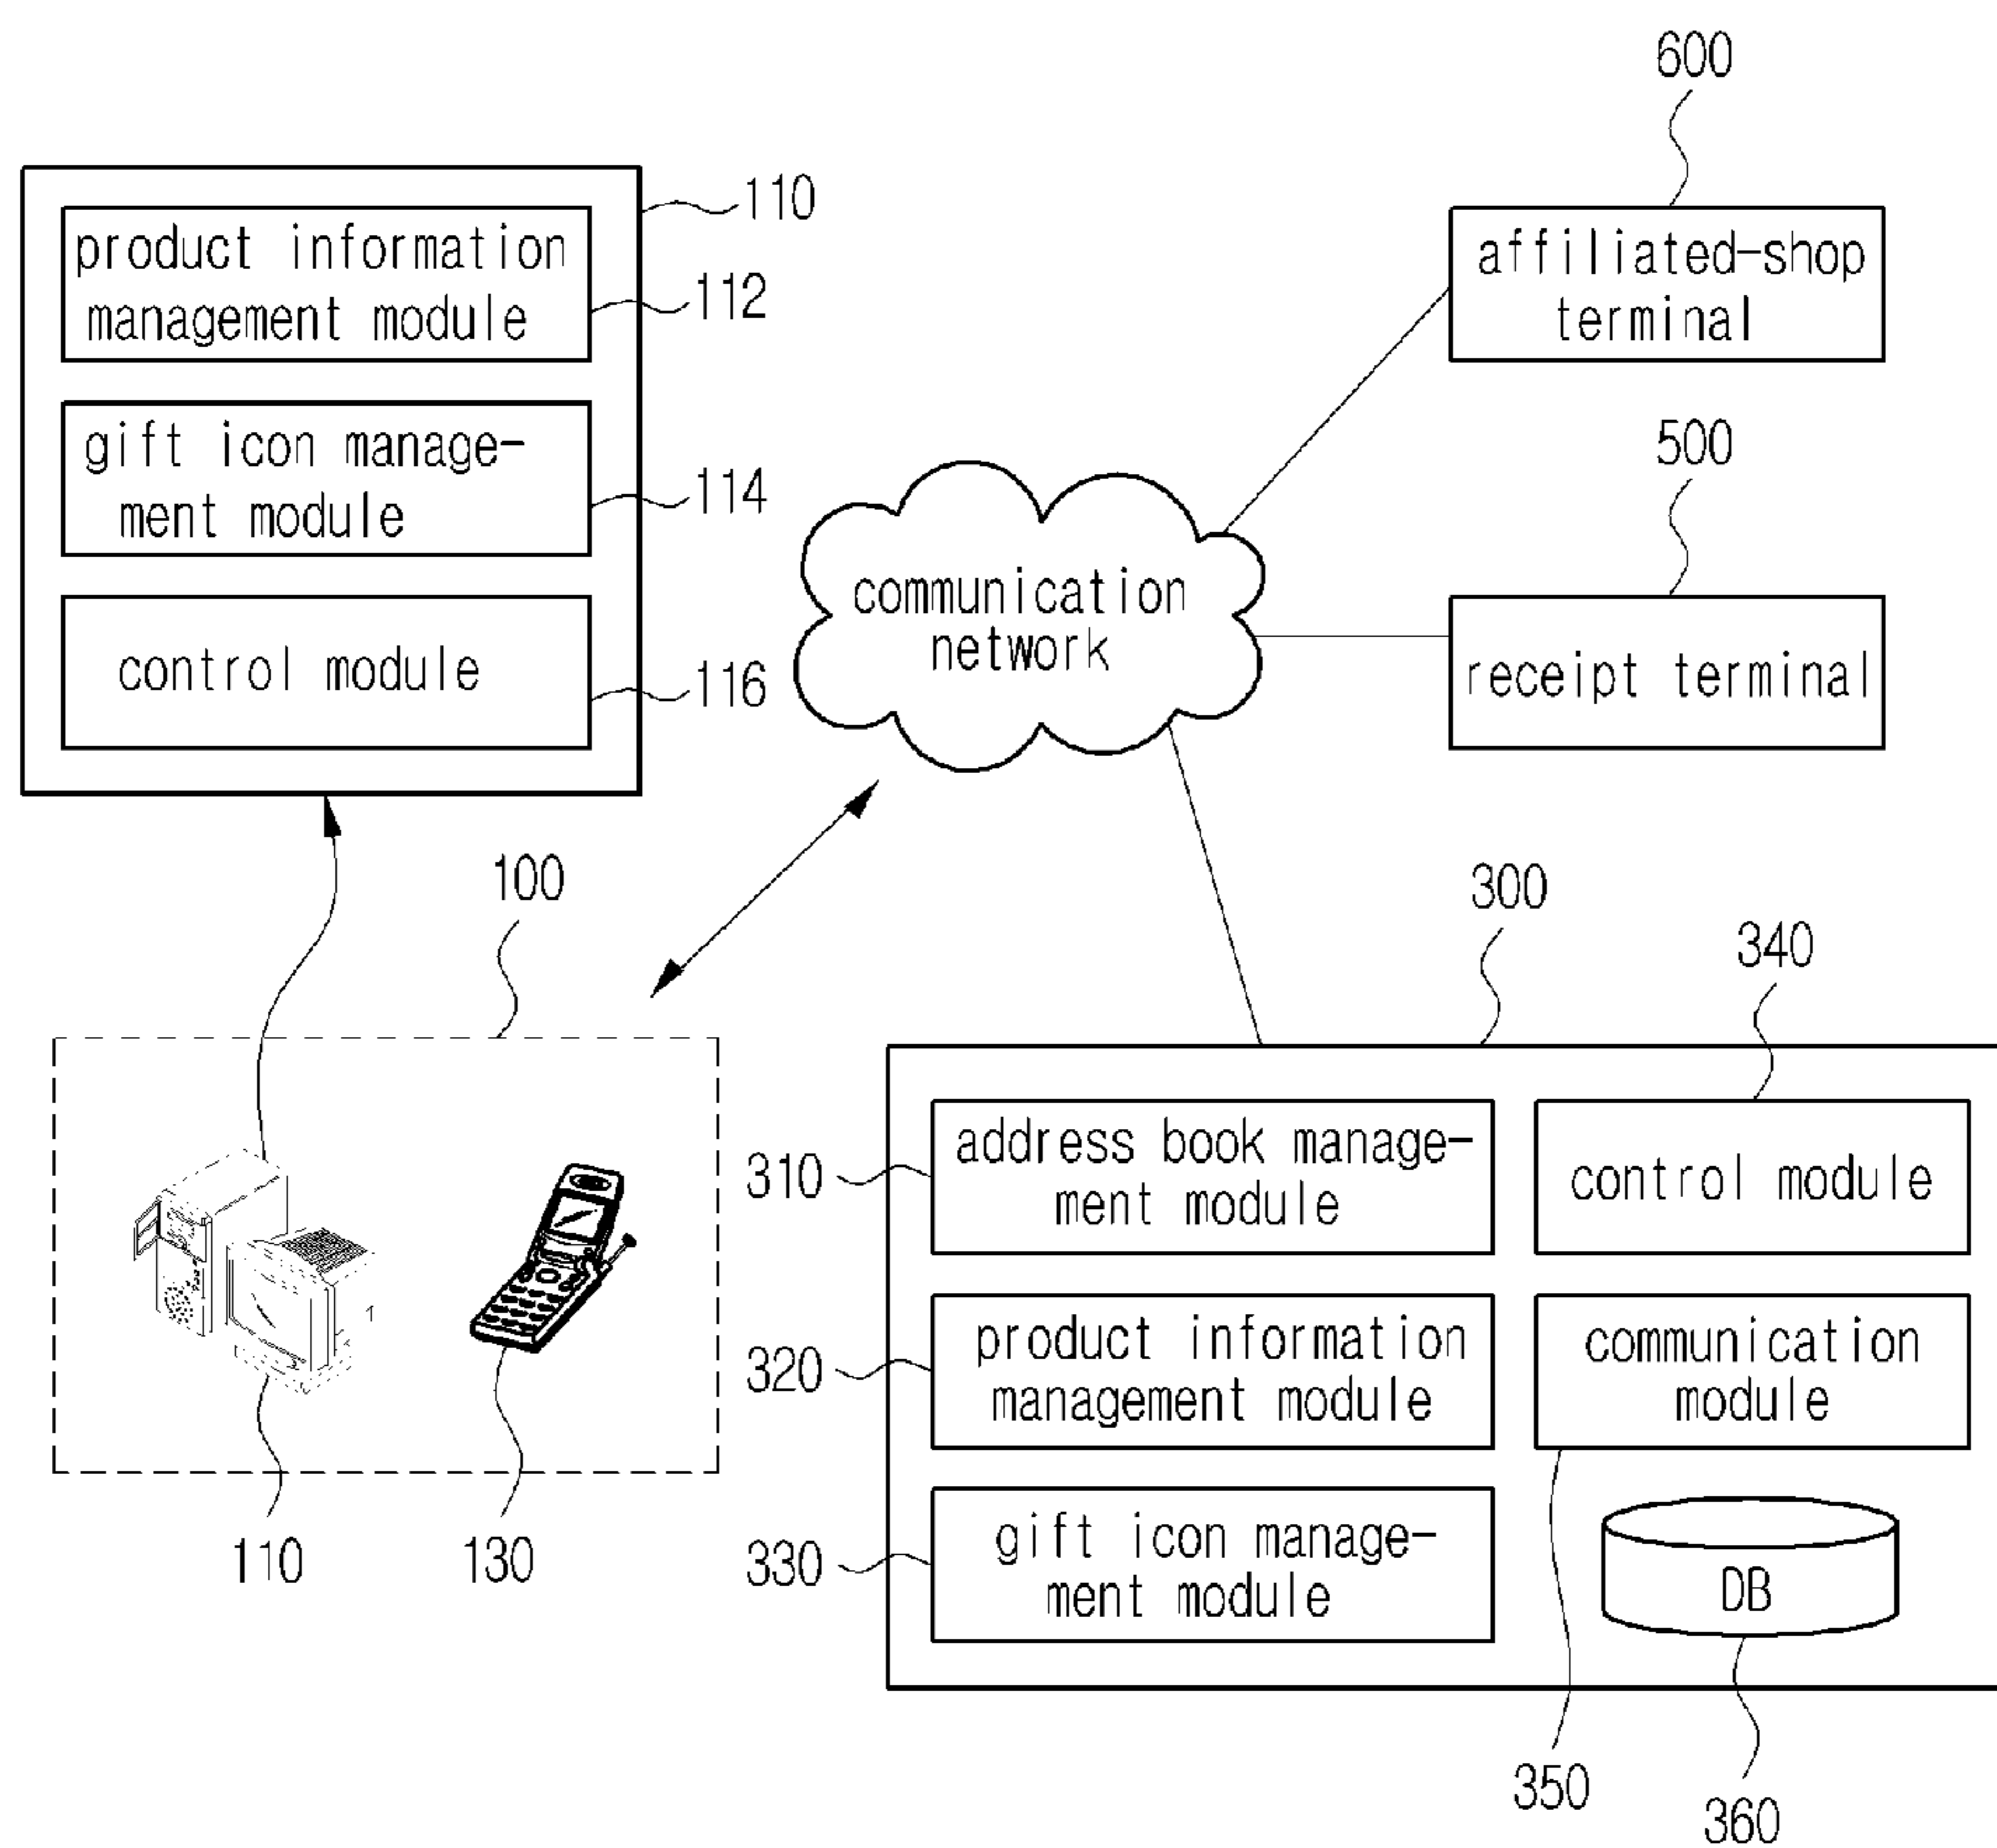 600
110
product information
management module
112
affiliated-shop
terminal
gift icon manage-
ment module
114
500
communication
network
control module
116
receipt terminal
100
300
340
310
address book manage-
ment module
control module
320
product information
management module
communication
module
330
gift icon manage-
ment module
DB
110
130
350
360